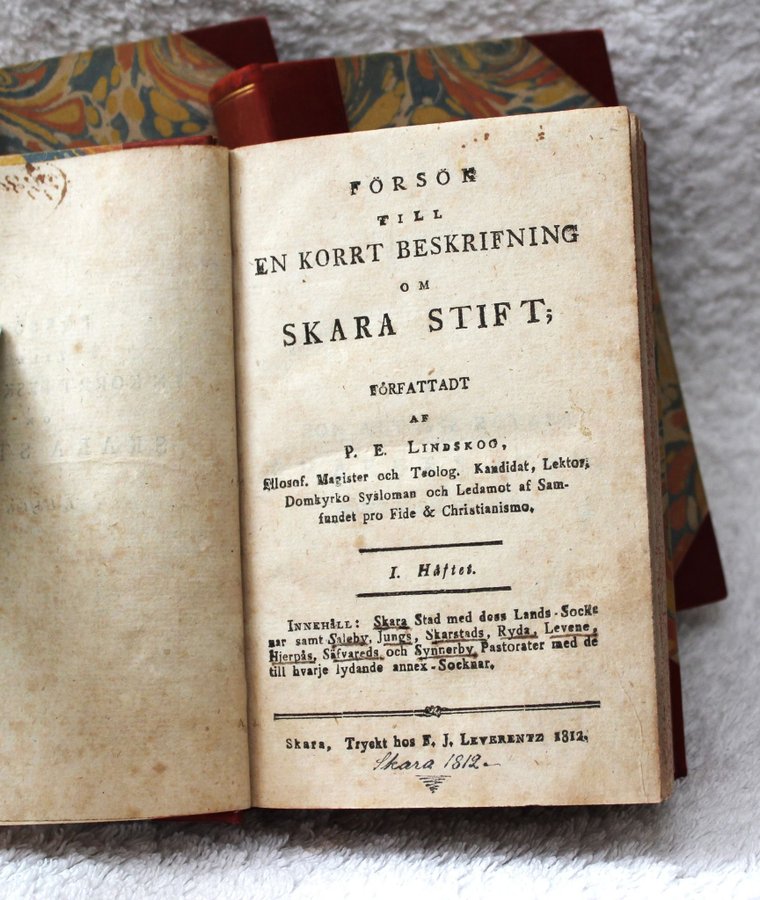 FÖRSÖK
TILL
EN KORRT BESKRIFNING
OM
SKARA STIFT;
FÖRFATTADT
AF
P. E. LINDSKOG,
Filosof. Magister och Teolog. Kandidat, Lektor,
Domkyrko Sysloman och Ledamot af Sam-
fundet pro Fide & Christianismo.
I. Häftet.
INNEHÅLL: Skara Stad med dess Lands-Socke
nar samt Saleby, Jungs, Skarstads, Ryda, Levene,
Hierpås, Säfvareds och Synnerby Pastorater med de
till hvarje lydande annex-Socknar.
Skara, Tryckt hos F. J. LEVERENTZ 1812.
Skara 1812.